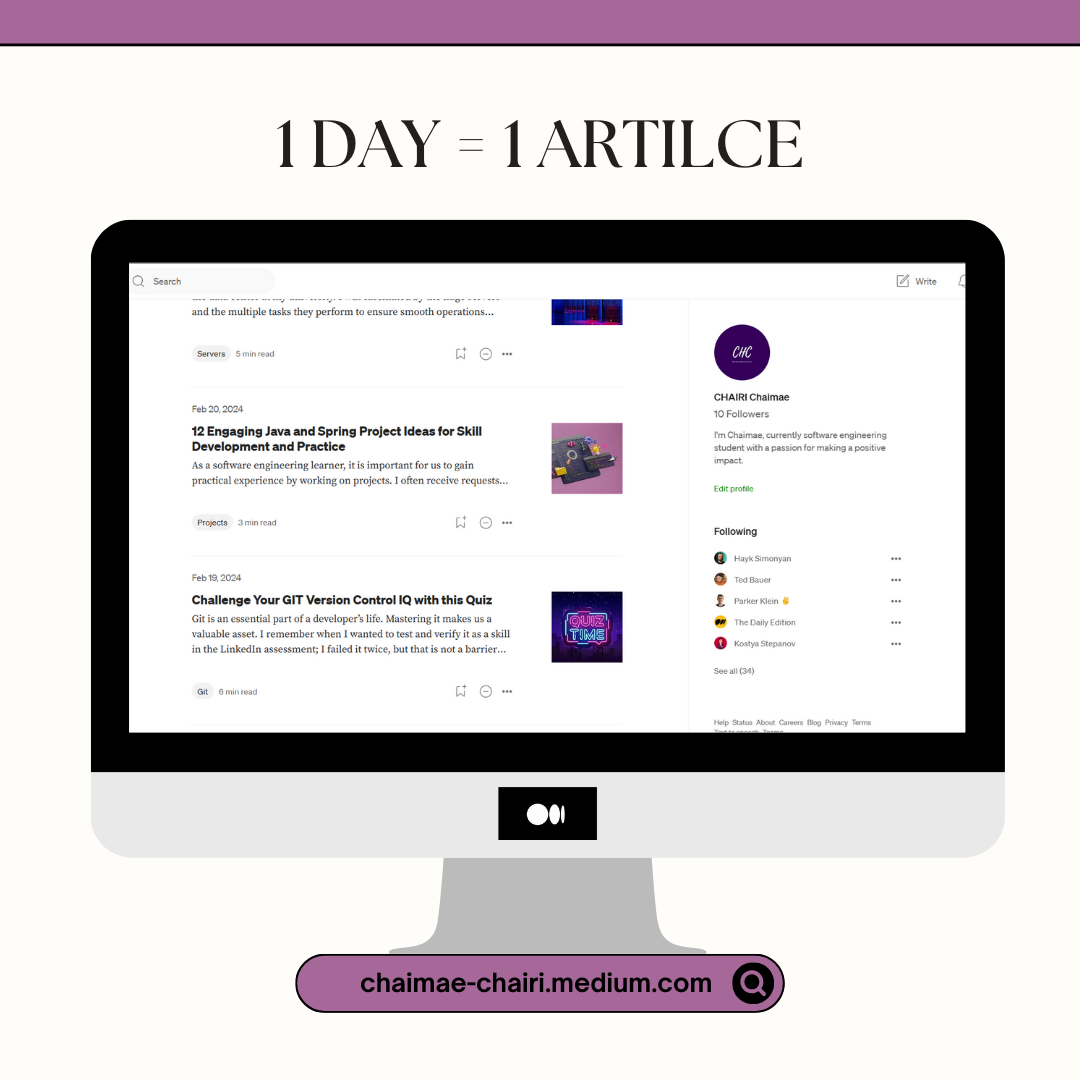 1 DAY = 1 ARTILCE
Search
Write
and the multiple tasks they perform to ensure smooth operations...
Servers 5 min read
Feb 20, 2024
12 Engaging Java and Spring Project Ideas for Skill
Development and Practice
As a software engineering learner, it is important for us to gain
practical experience by working on projects. I often receive requests...
Projects 3 min read
Feb 19, 2024
Challenge Your GIT Version Control IQ with this Quiz
Git is an essential part of a developer's life. Mastering it makes us a
valuable asset. I remember when I wanted to test and verify it as a skill
in the LinkedIn assessment; I failed it twice, but that is not a barrier...
QUIZ
TIME
Git 6 min read
CHC
CHAIRI Chaimae
10 Followers
I'm Chaimae, currently software engineering
student with a passion for making a positive
impact.
Edit profile
Following
Hayk Simonyan
Ted Bauer
Parker Klein ✌
The Daily Edition
Kostya Stepanov
See all (34)
Help Status About Careers Blog Privacy Terms
chaimae-chairi.medium.com